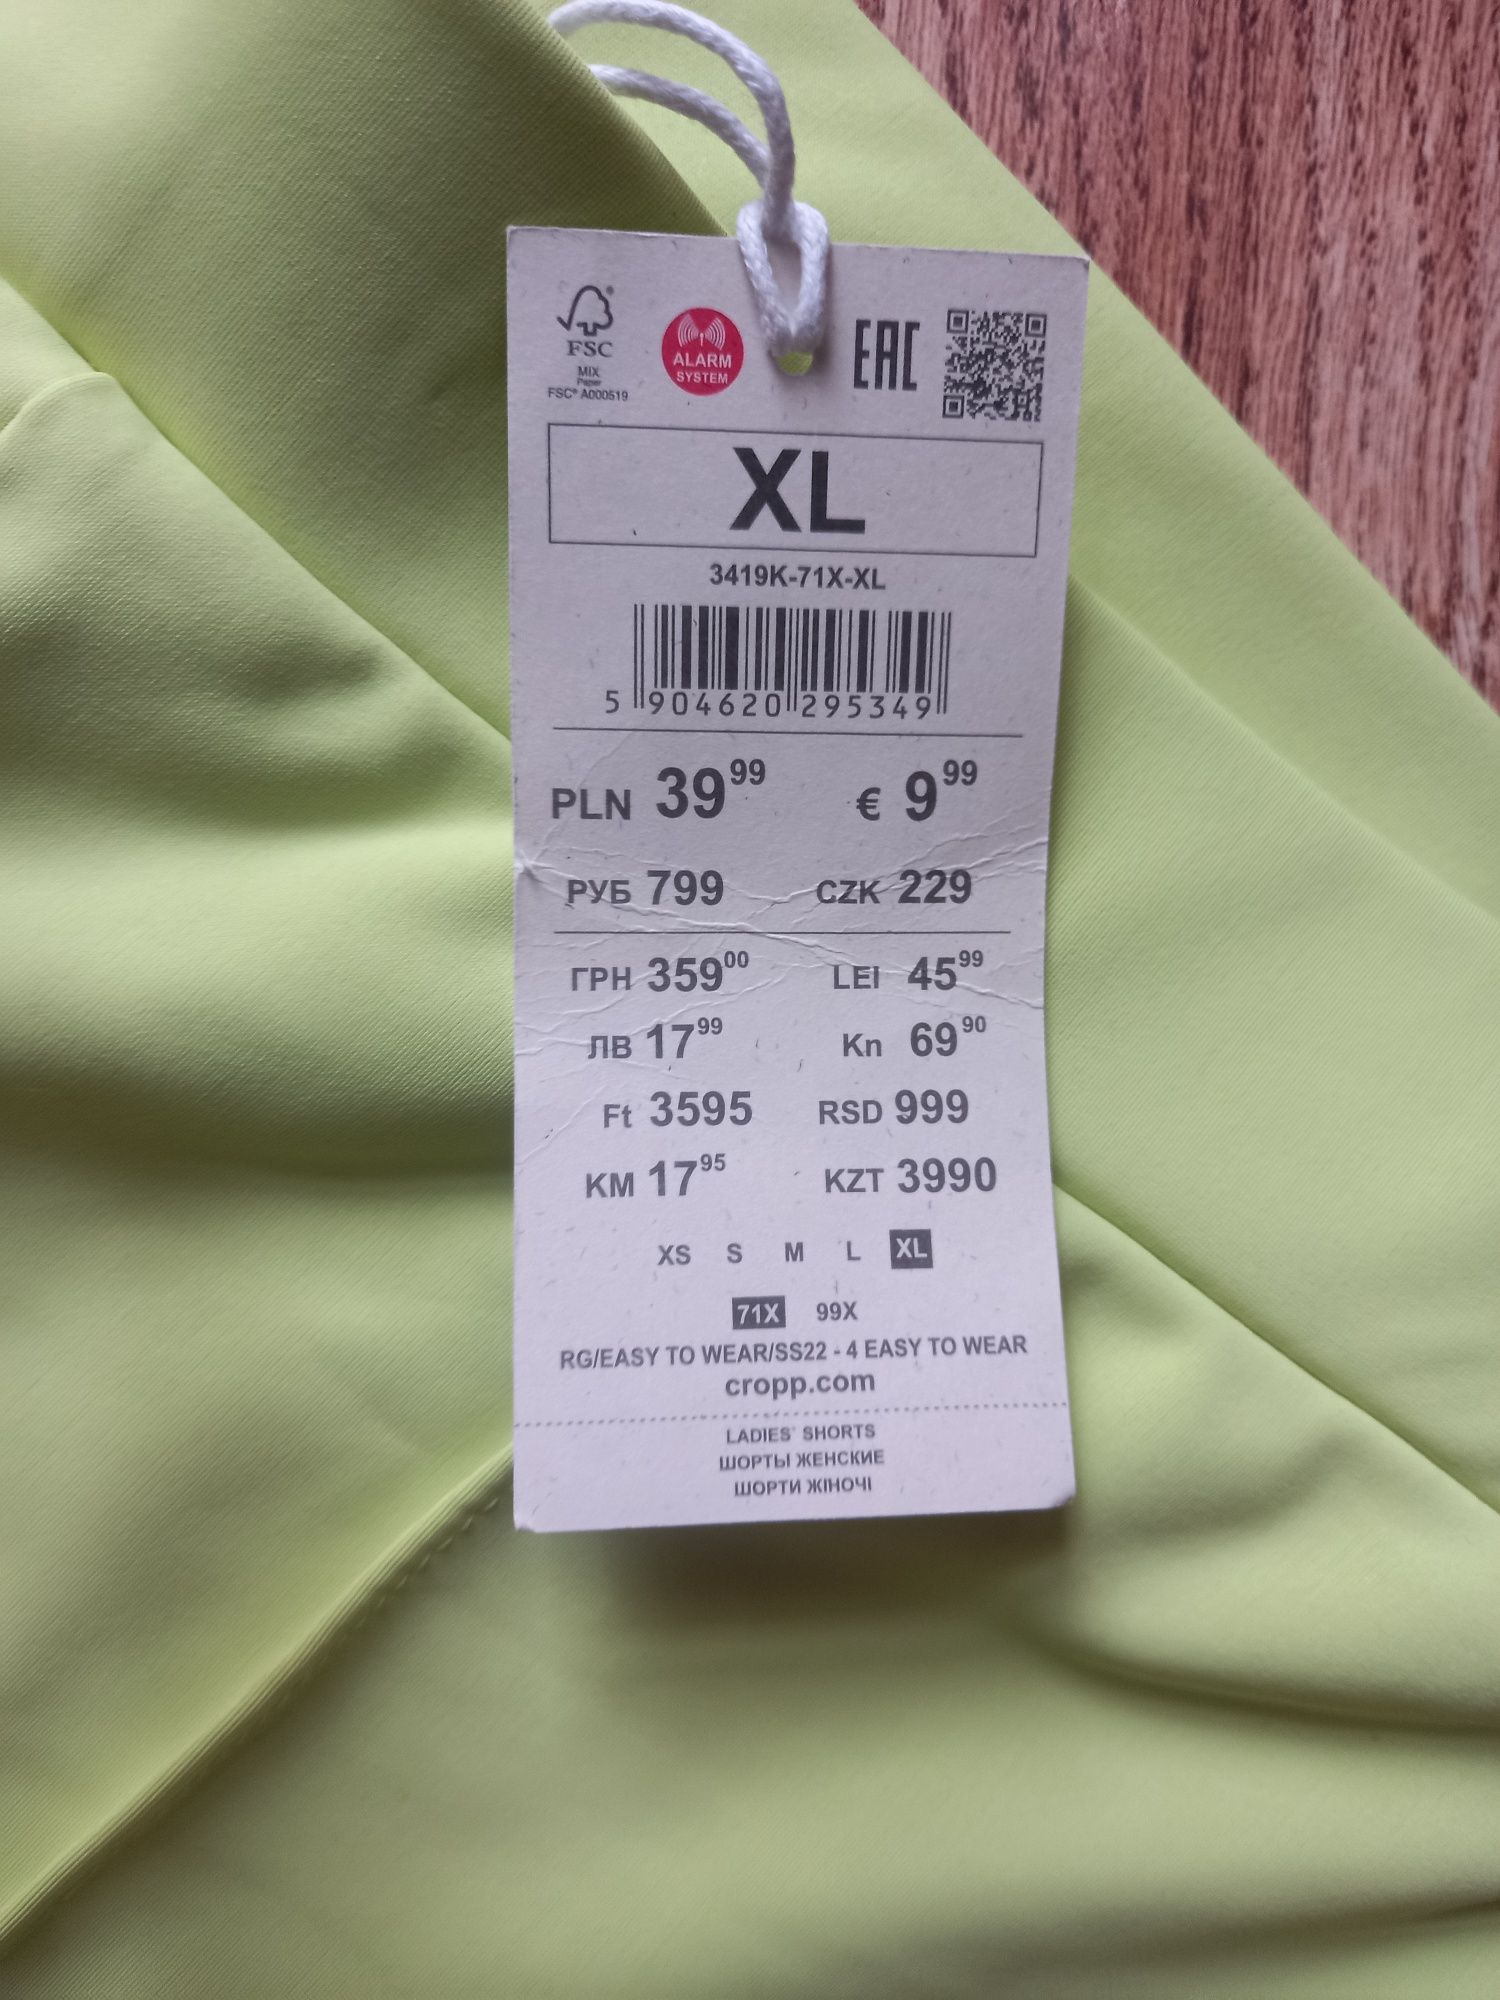 FSC
MIX
Paper
FSC® A000519
ALARM
SYSTEM
EAC
XL
3419K-71X-XL
5 904620 295349
PLN 39 99 € 9 99
РУБ 799 CZK 229
ГРН 359 00 LEI 45 99
ЛВ 17 99 Kn 69 90
Ft 3595 RSD 999
KM 17 95 KZT 3990
XS S M L XL
71X 99X
RG/EASY TO WEAR/SS22 - 4 EASY TO WEAR
cropp.com
LADIES' SHORTS
ШОРТЫ ЖЕНСКИЕ
ШОРТИ ЖІНОЧІ